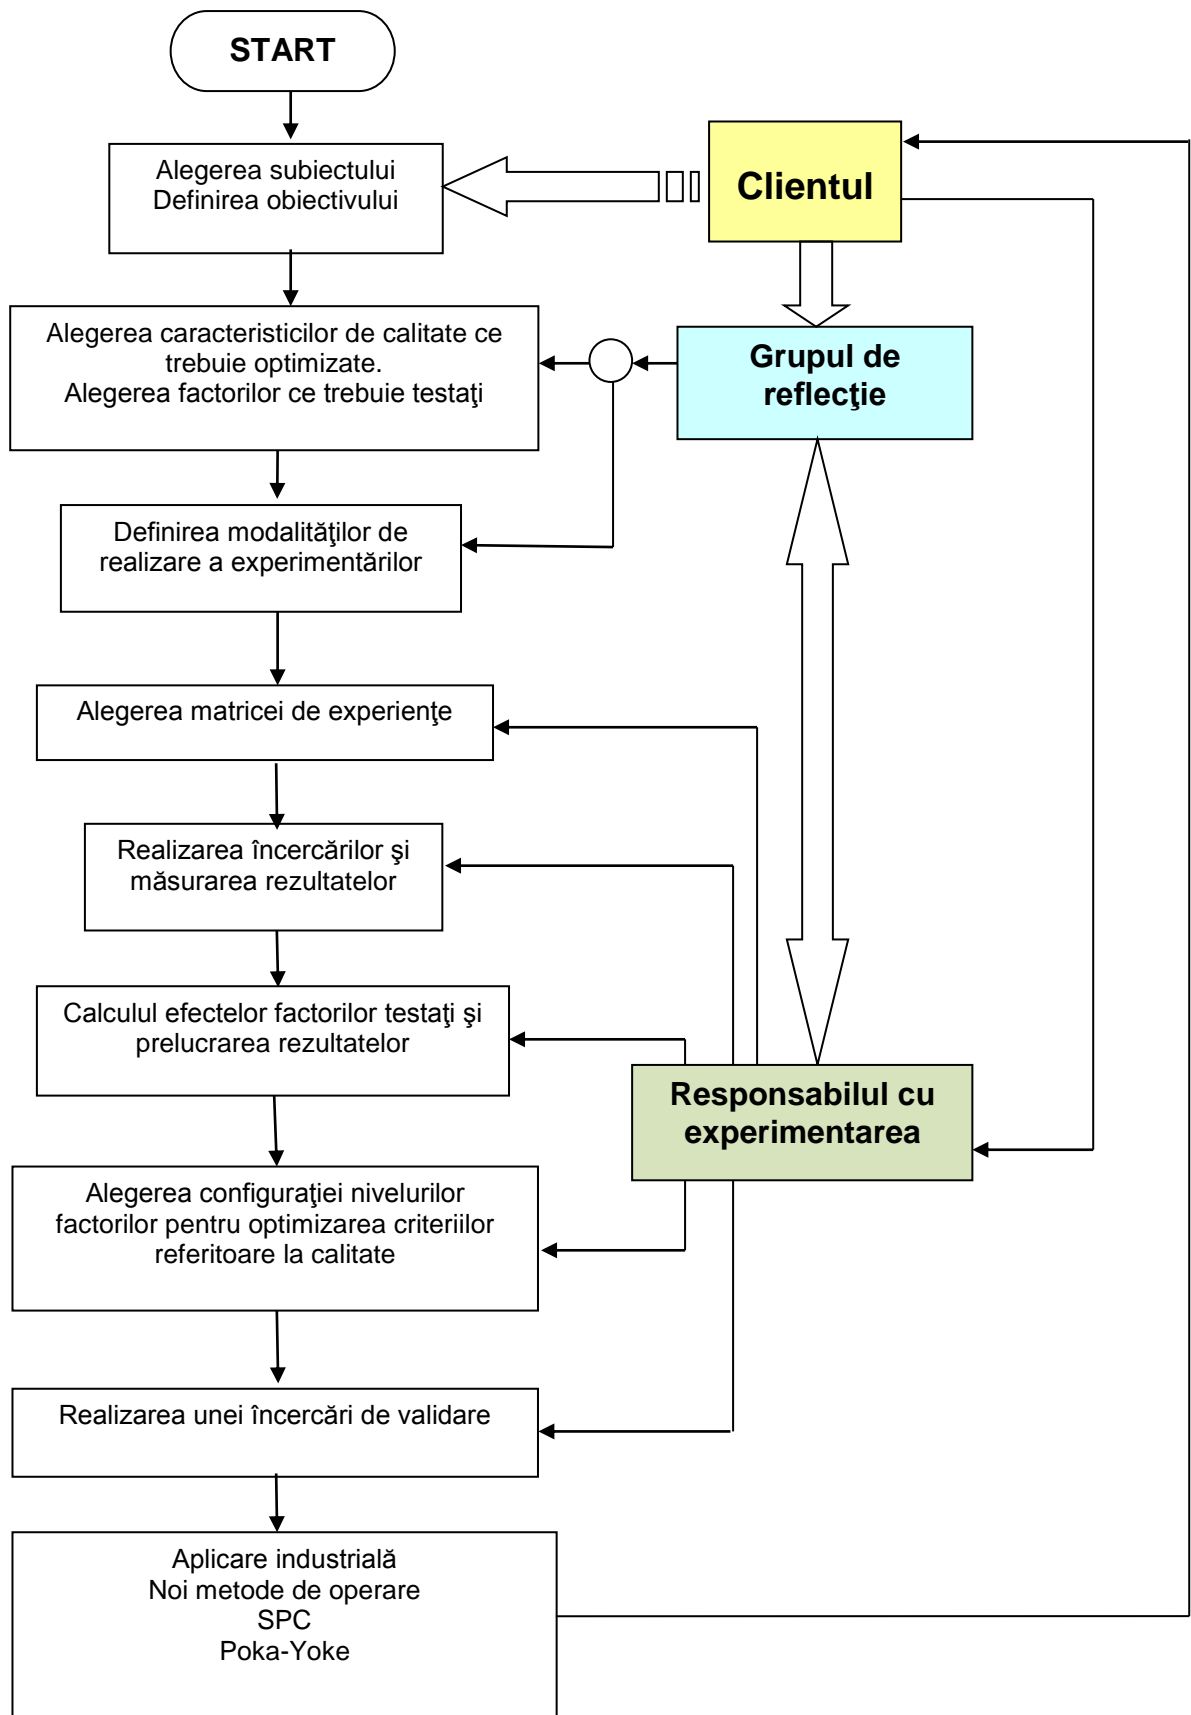 START
Alegerea subiectului
Definirea obiectivului
Clientul
Alegerea caracteristicilor de calitate ce
trebuie optimizate.
Alegerea factorilor ce trebuie testaţi
Grupul de
reflecţie
Definirea modalităţilor de
realizare a experimentărilor
Alegerea matricei de experienţe
Realizarea încercărilor şi
măsurarea rezultatelor
Calculul efectelor factorilor testaţi şi
prelucrarea rezultatelor
Responsabilul cu
experimentarea
Alegerea configuraţiei nivelurilor
factorilor pentru optimizarea criteriilor
referitoare la calitate
Realizarea unei încercări de validare
Aplicare industrială
Noi metode de operare
SPC
Poka-Yoke